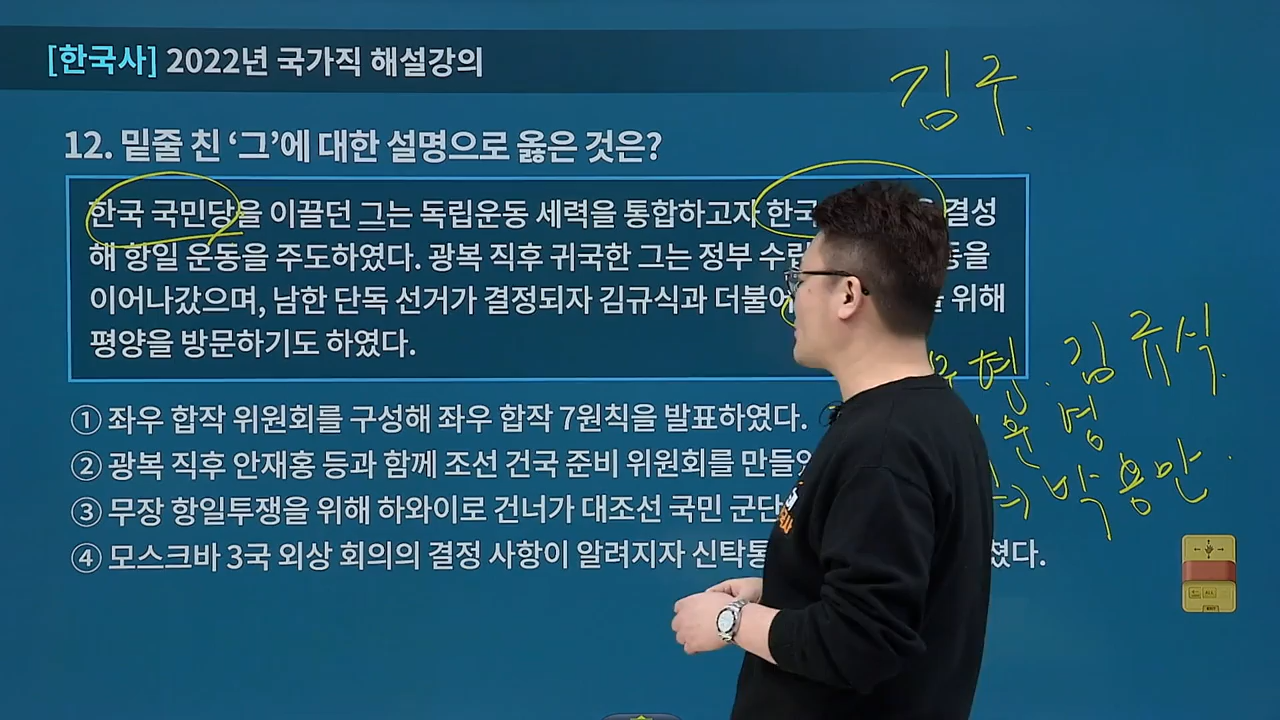 [한국사] 2022년 국가직 해설강의
김구.
12. 밑줄 친 ‘그’에 대한 설명으로 옳은 것은?
한국 국민당을 이끌던 그는 독립운동 세력을 통합하고자 한국 결성
해 항일 운동을 주도하였다. 광복 직후 귀국한 그는 정부 수립
이어나갔으며, 남한 단독 선거가 결정되자 김규식과 더불어 위해
평양을 방문하기도 하였다.
김규식.
① 좌우 합작 위원회를 구성해 좌우 합작 7원칙을 발표하였다.
② 광복 직후 안재홍 등과 함께 조선 건국 준비 위원회를
③ 무장 항일투쟁을 위해 하와이로 건너가 대조선 국민 군단
박용만.
④ 모스크바 3국 외상 회의의 결정 사항이 알려지자